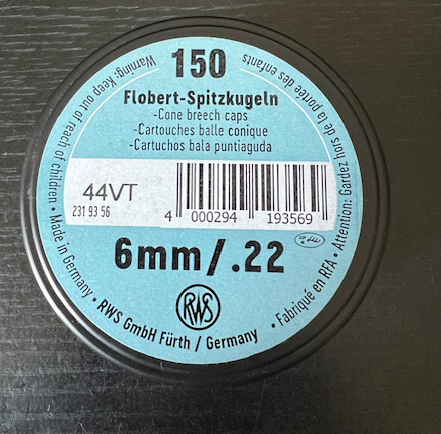 150
Flobert-Spitzkugeln
-Cone breech caps
-Cartouches balle conique
-Cartuchos bala puntiaguda
44VT
231 93 56
4 000294 193569
6mm/.22
RWS
RWS GmbH Fürth / Germany
Warning: Keep out of reach of children • Made in Germany •
• Fabriqué en RFA • Attention: Gardez hors de la portée des enfants